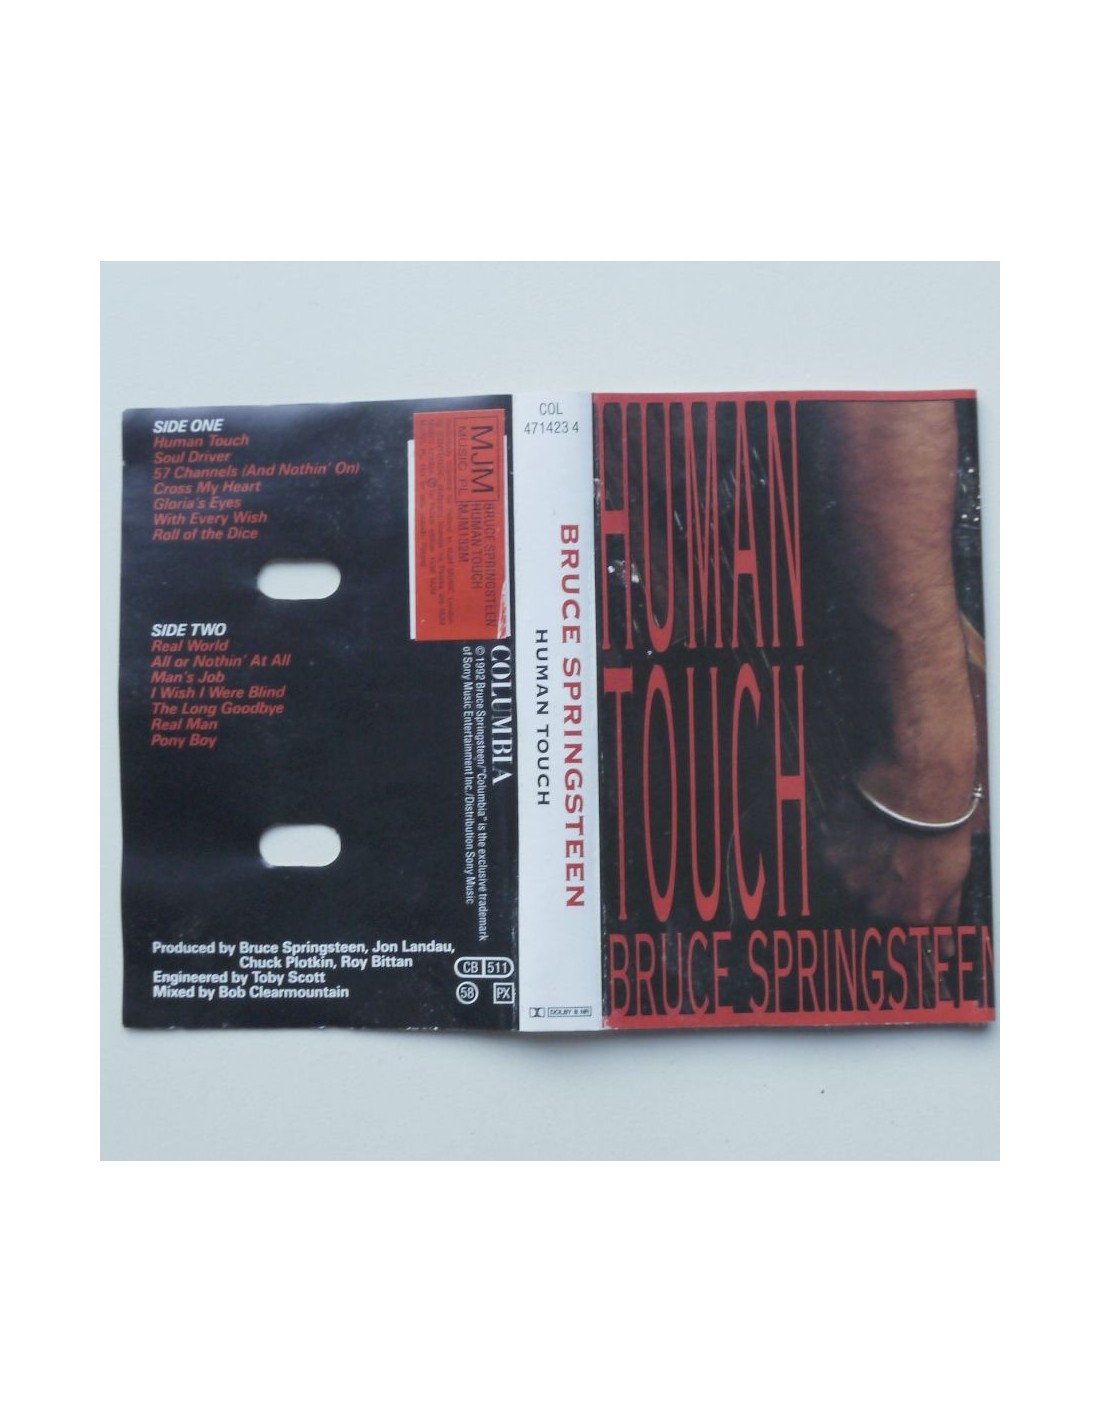 SIDE ONE
Human Touch
Soul Driver
57 Channels (And Nothin' On)
Cross My Heart
Gloria's Eyes
With Every Wish
Roll of the Dice
SIDE TWO
Real World
All or Nothin' At All
Man's Job
I Wish I Were Blind
The Long Goodbye
Real Man
Pony Boy
Produced by Bruce Springsteen, Jon Landau,
Chuck Plotkin, Roy Bittan
Engineered by Toby Scott
Mixed by Bob Clearmountain
MJM
MUSIC PL
BRUCE SPRINGSTEEN
HUMAN TOUCH
MJM132M
COLUMBIA
© 1992 Bruce Springsteen/"Columbia" is the exclusive trademark
of Sony Music Entertainment Inc./Distribution Sony Music
CB 511
58 PX
COL
471423 4
BRUCE SPRINGSTEEN
HUMAN TOUCH
DOLBY B NR
HUMAN
TOUCH
BRUCE SPRINGSTEEN